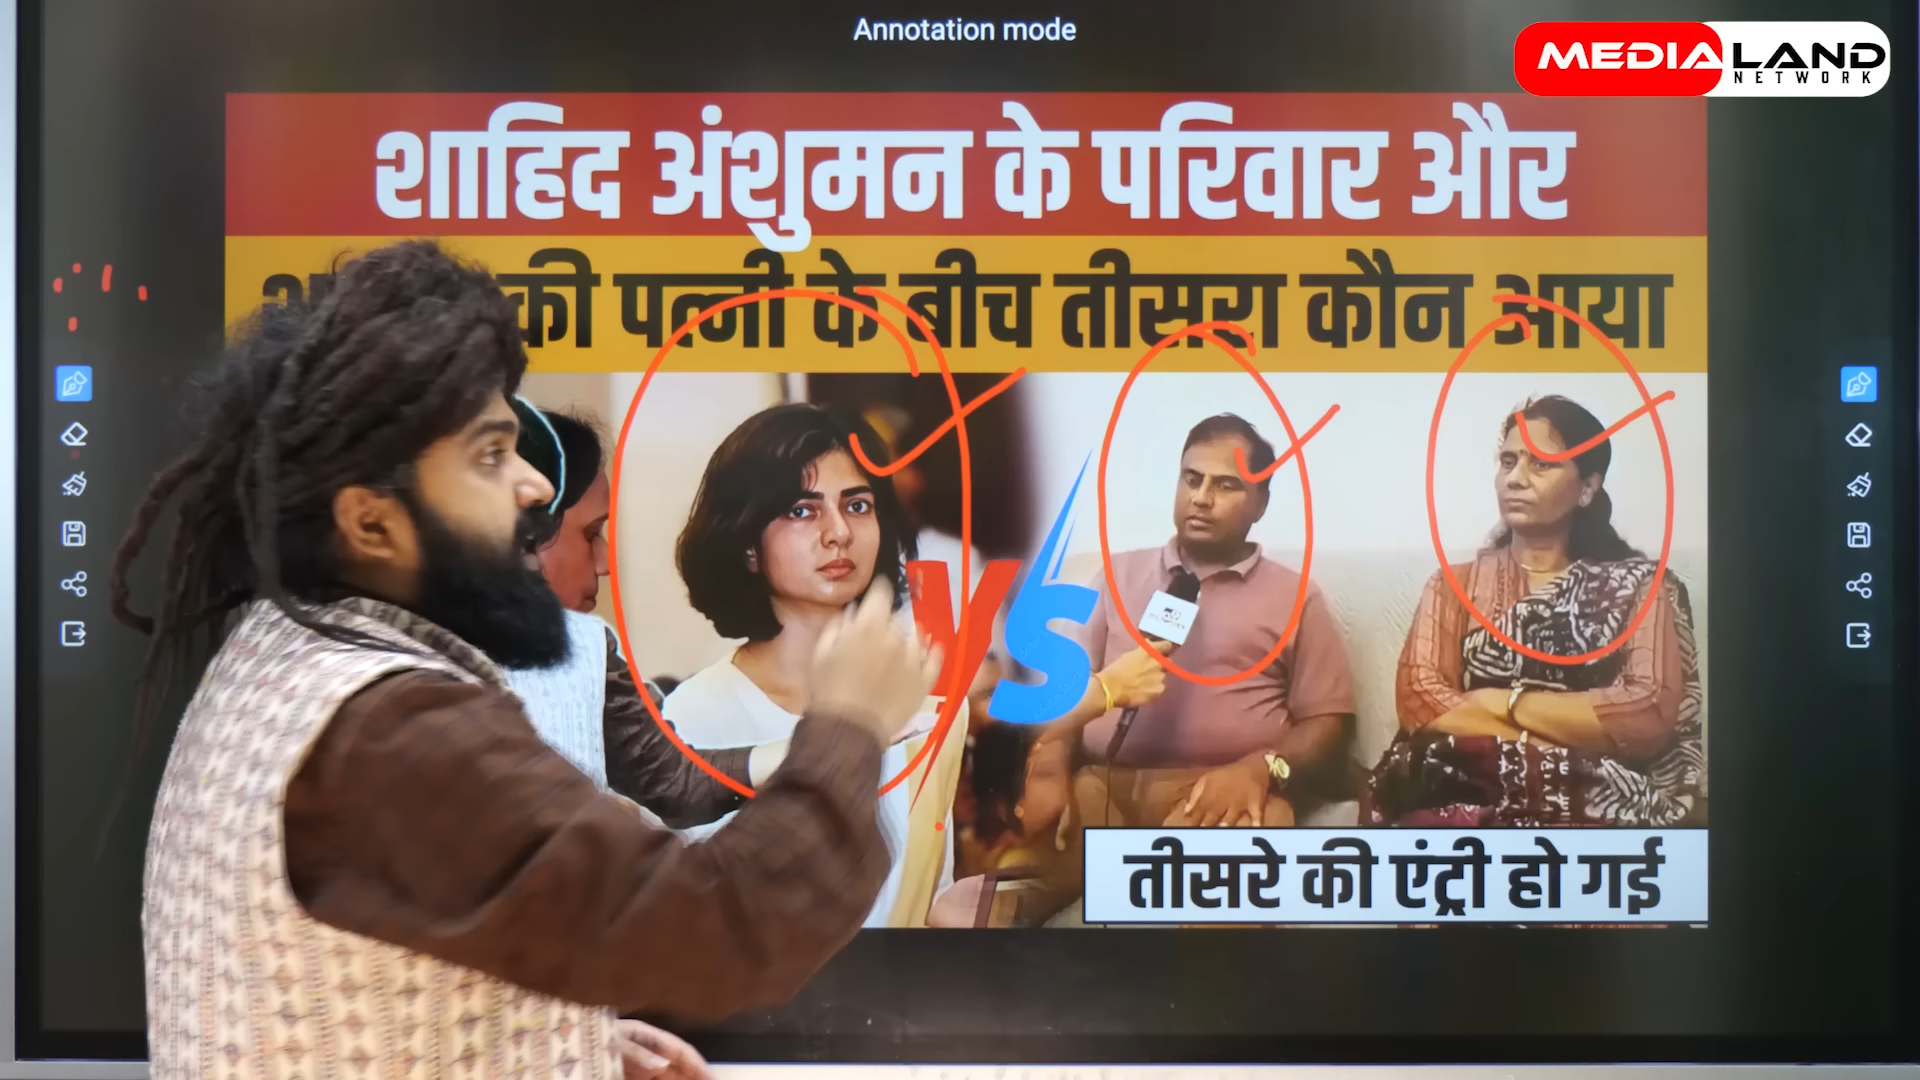 Annotation mode
MEDIALAND
NETWORK
शाहिद अंशुमन के परिवार और
की पत्नी के बीच तीसरा कौन आया
VS
तीसरे की एंट्री हो गई